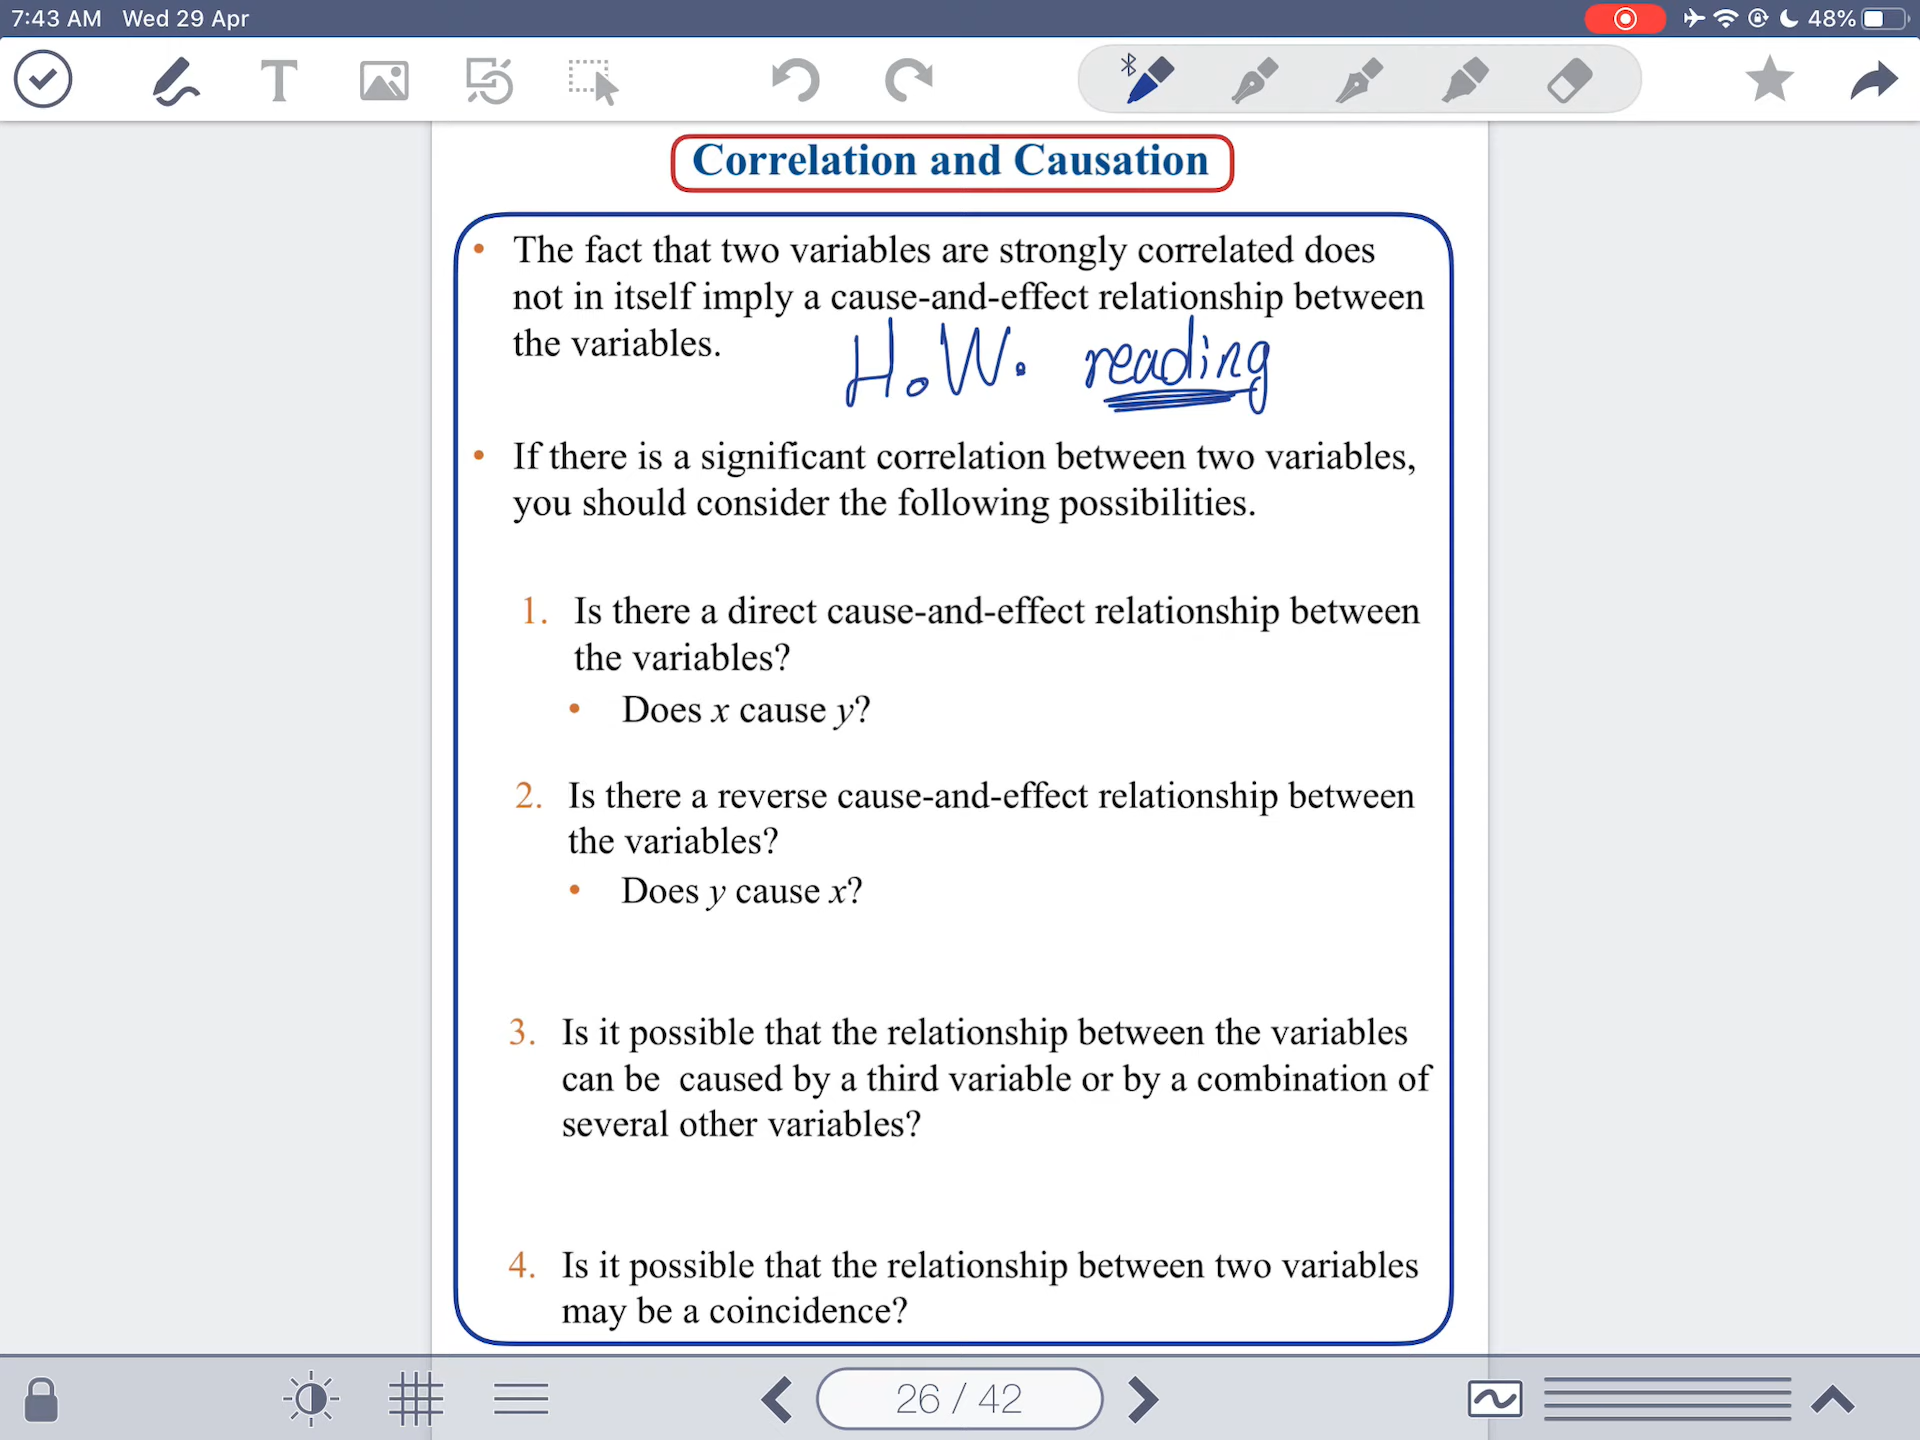 7:43 AM Wed 29 Apr
48%
T
Correlation and Causation
• The fact that two variables are strongly correlated does
not in itself imply a cause-and-effect relationship between
the variables.
H.W. reading
• If there is a significant correlation between two variables,
you should consider the following possibilities.
1. Is there a direct cause-and-effect relationship between
the variables?
• Does x cause y?
2. Is there a reverse cause-and-effect relationship between
the variables?
• Does y cause x?
3. Is it possible that the relationship between the variables
can be caused by a third variable or by a combination of
several other variables?
4. Is it possible that the relationship between two variables
may be a coincidence?
26 / 42